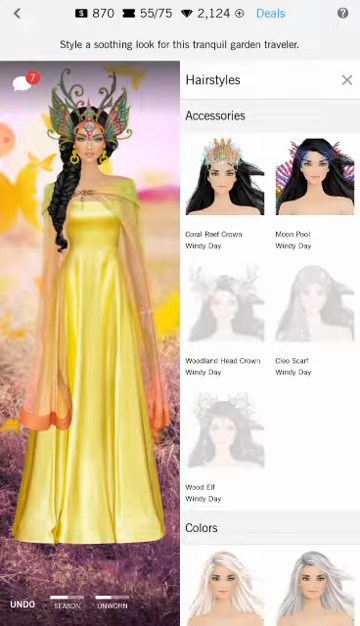 870 55/75 2,124 Deals ?
Style a soothing look for this tranquil garden traveler.
7
Hairstyles
Accessories
Coral Reef Crown
Windy Day
Moon Pool
Windy Day
Woodland Head Crown
Windy Day
Cleo Scarf
Windy Day
Wood Elf
Windy Day
Colors
UNDO
SEASON
UNWORN